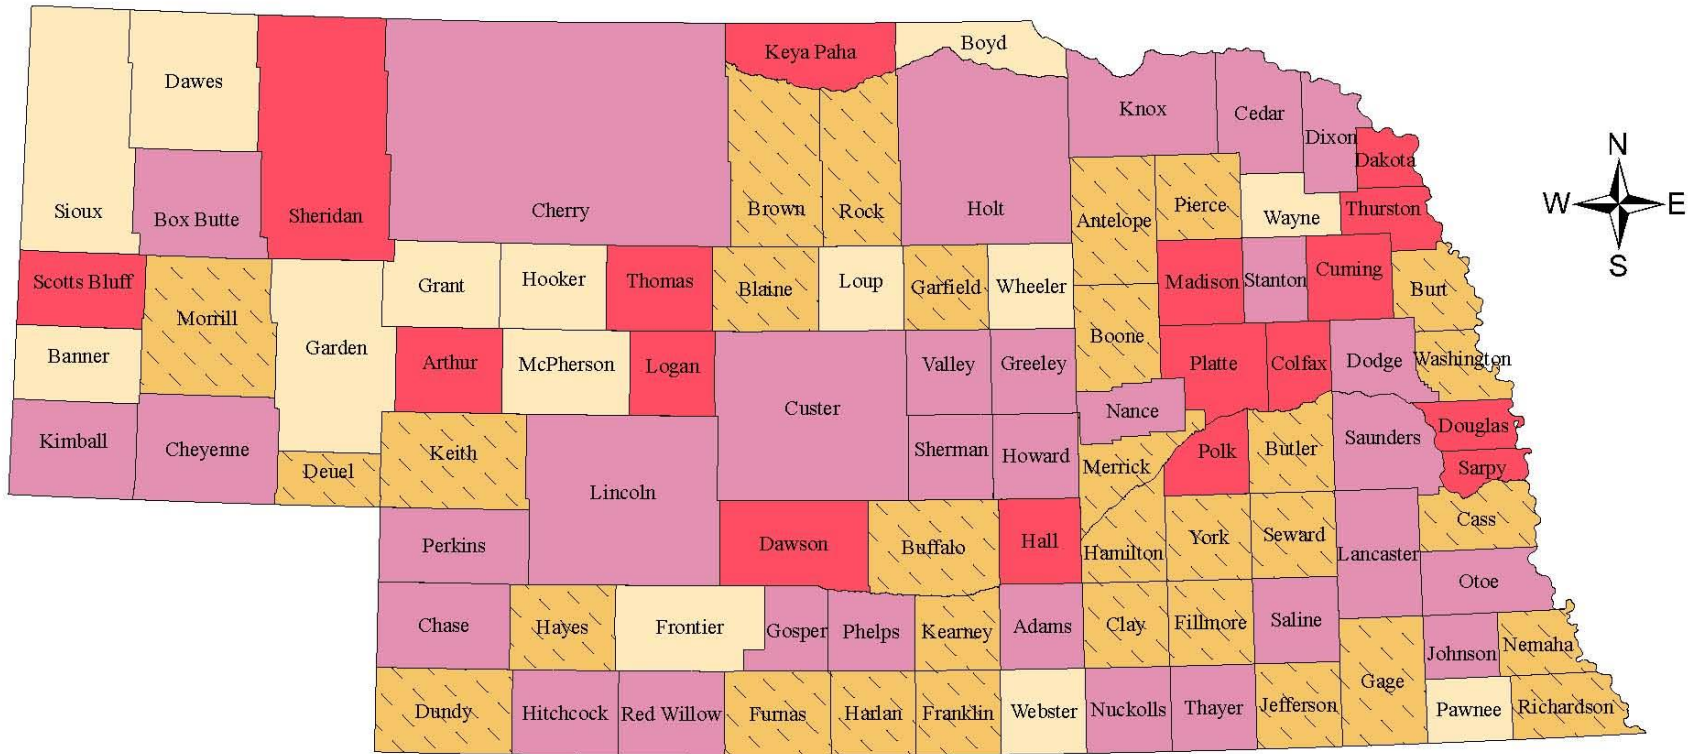 Keya Paha
Boyd
Dawes
Knox
Cedar
Dixon
Dakota
N
W
E
S
Sioux
Box Butte
Sheridan
Cherry
Brown
Rock
Holt
Antelope
Pierce
Wayne
Thurston
Scotts Bluff
Morrill
Grant
Hooker
Thomas
Blaine
Loup
Garfield
Wheeler
Madison
Stanton
Cuming
Burt
Banner
Garden
Arthur
McPherson
Logan
Custer
Valley
Greeley
Boone
Platte
Colfax
Dodge
Washington
Kimball
Cheyenne
Deuel
Keith
Lincoln
Sherman
Howard
Nance
Merrick
Polk
Butler
Saunders
Douglas
Sarpy
Perkins
Dawson
Buffalo
Hall
Hamilton
York
Seward
Lancaster
Cass
Otoe
Chase
Hayes
Frontier
Gosper
Phelps
Kearney
Adams
Clay
Fillmore
Saline
Johnson
Nemaha
Dundy
Hitchcock
Red Willow
Furnas
Harlan
Franklin
Webster
Nuckolls
Thayer
Jefferson
Gage
Pawnee
Richardson